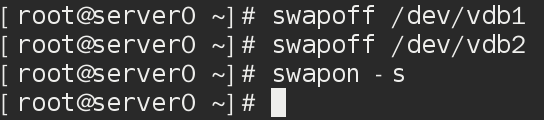 [root@server0 ~]# swapoff /dev/vdb1
[root@server0 ~]# swapoff /dev/vdb2
[root@server0 ~]# swapon -s
[root@server0 ~]#